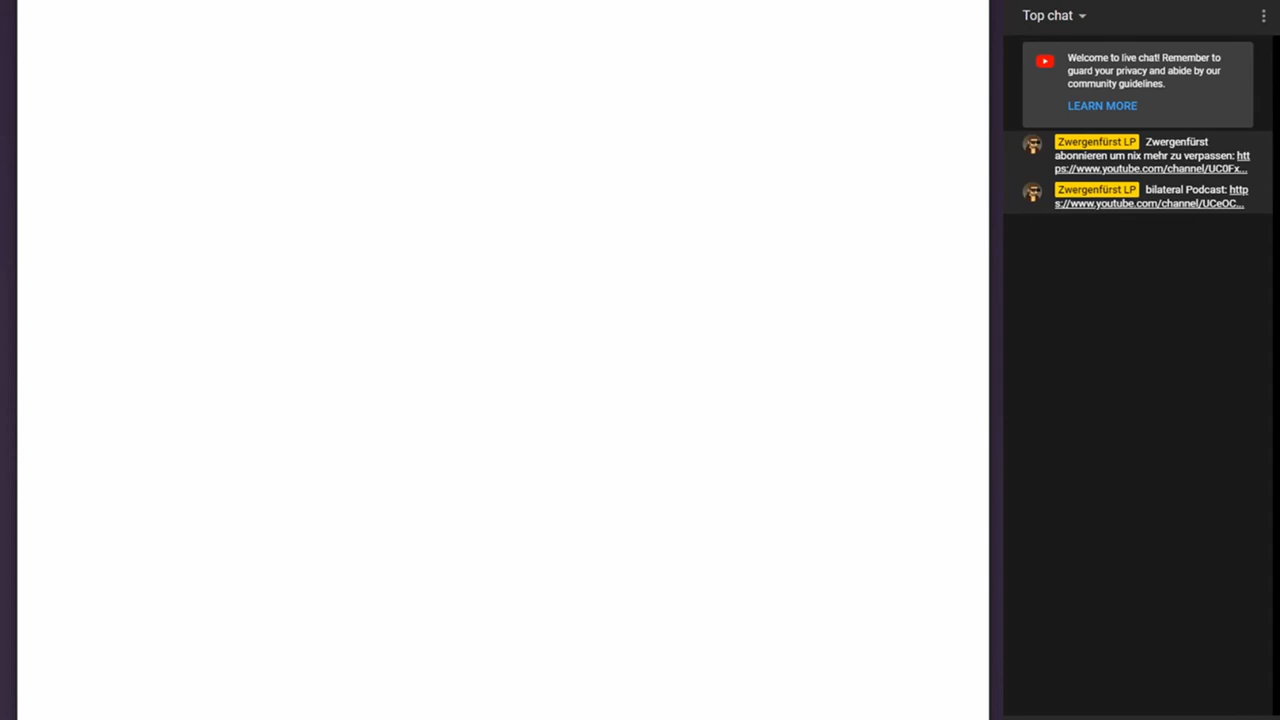 Top chat
Welcome to live chat! Remember to
guard your privacy and abide by our
community guidelines.
LEARN MORE
Zwergenfürst LP Zwergenfürst
abonnieren um nix mehr zu verpassen: htt
ps://www.youtube.com/channel/UC0Fx...
Zwergenfürst LP bilateral Podcast: http
s://www.youtube.com/channel/UCeOC...